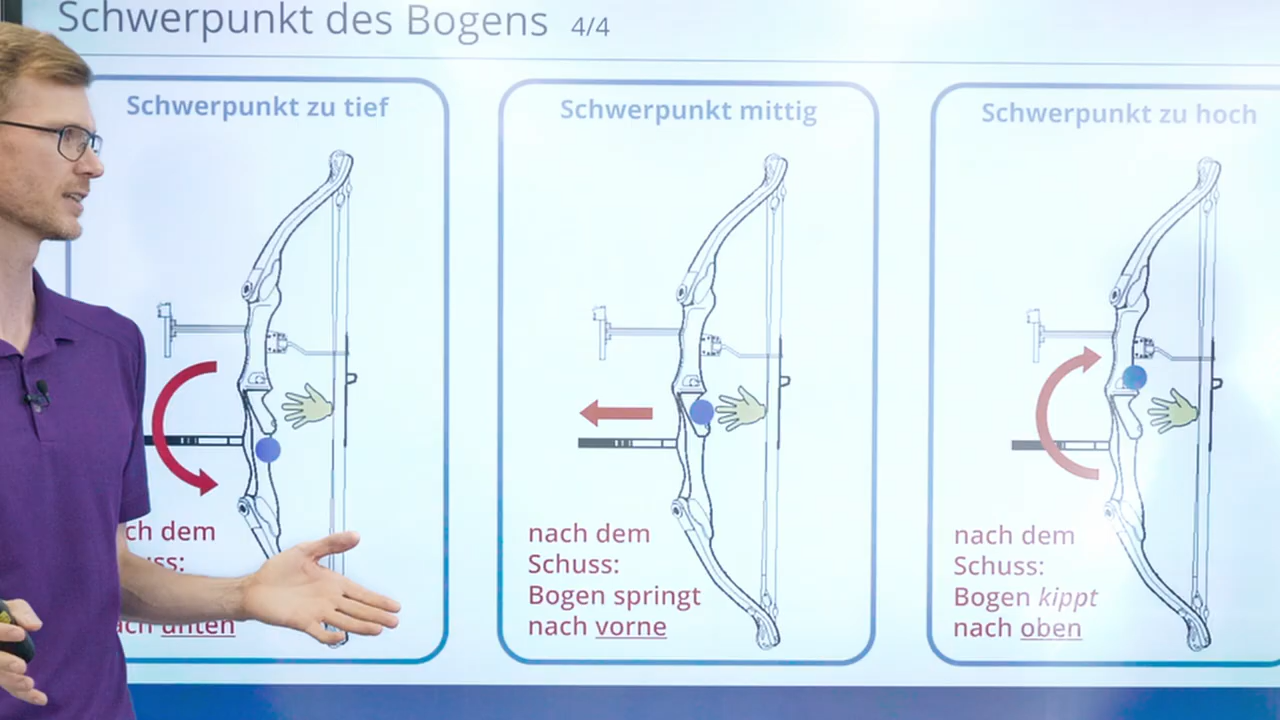 Schwerpunkt des Bogens 4/4
Schwerpunkt zu tief
dem
unten
Schwerpunkt mittig
nach dem
Schuss:
Bogen springt
nach vorne
Schwerpunkt zu hoch
nach dem
Schuss:
Bogen kippt
nach oben